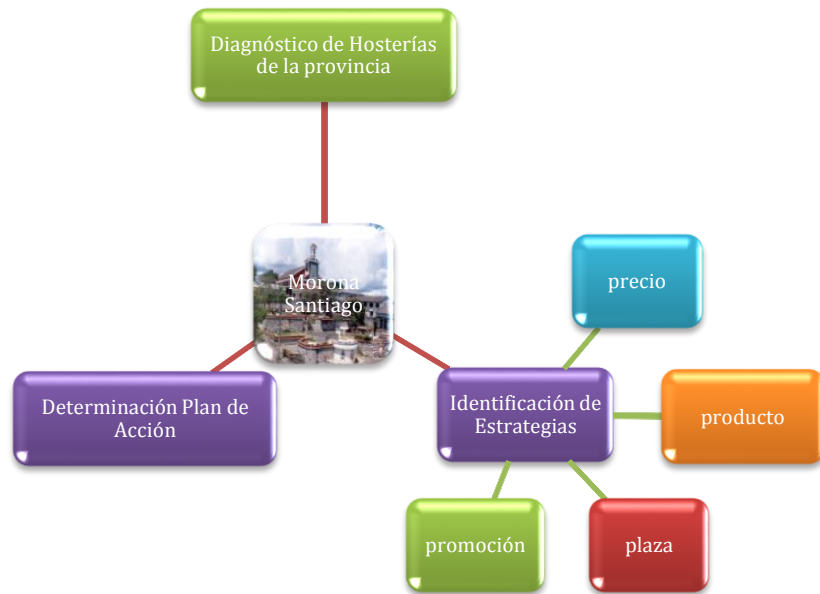 Diagnóstico de Hosterías
de la provincia
Morona
Santiago
precio
Determinación Plan de
Acción
Identificación de
Estrategias
producto
promoción
plaza